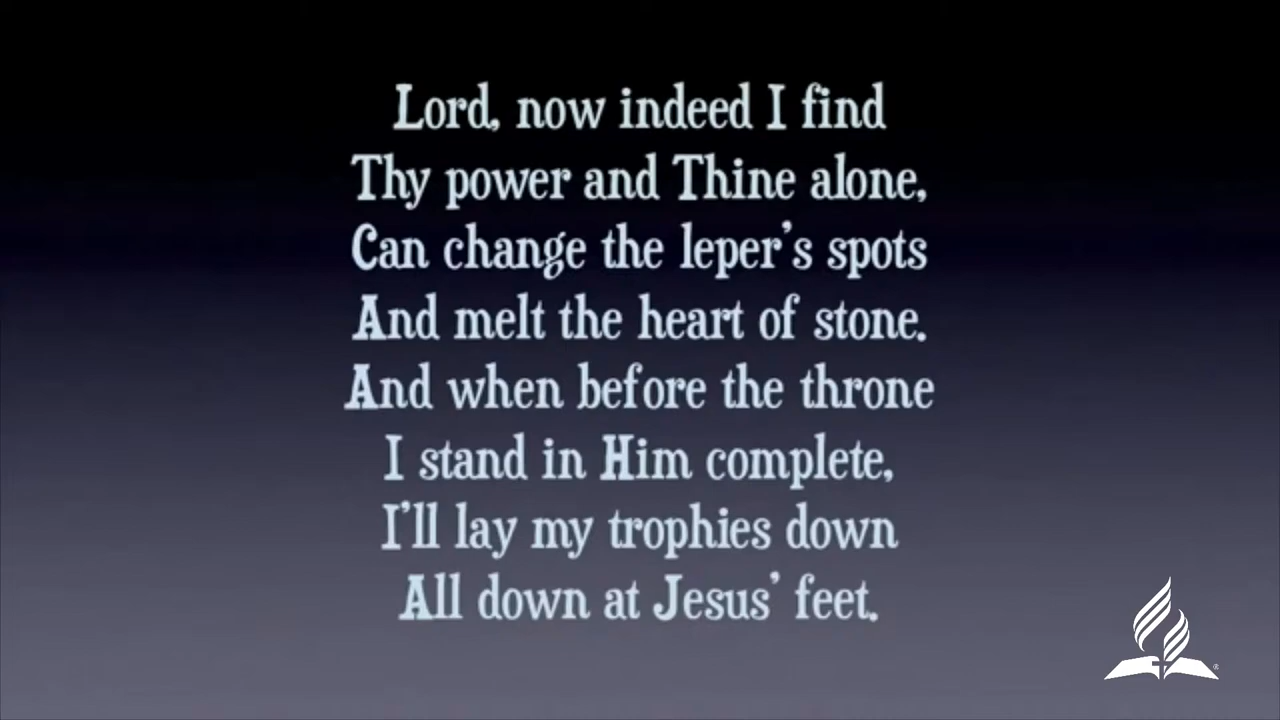 Lord, now indeed I find
Thy power and Thine alone,
Can change the leper's spots
And melt the heart of stone.
And when before the throne
I stand in Him complete,
I'll lay my trophies down
All down at Jesus' feet.
®